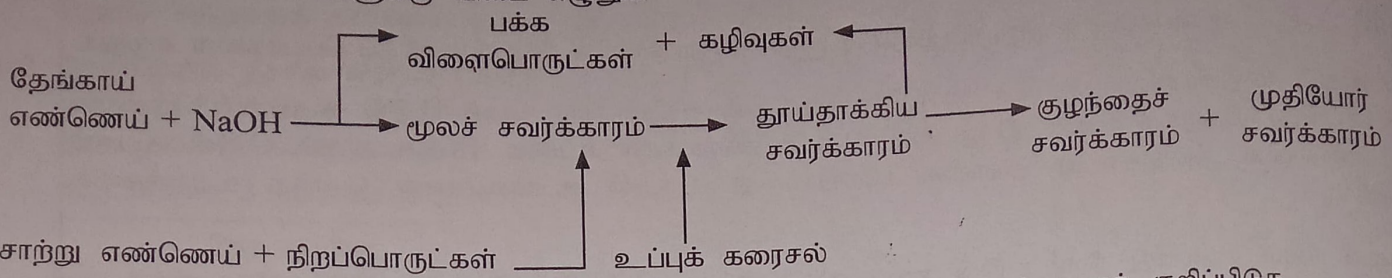 பக்க
விளைபொருட்கள் + கழிவுகள்
தேங்காய்
எண்ணெய் + NaOH
மூலச் சவர்க்காரம்
தூய்தாக்கிய
சவர்க்காரம்
குழந்தைச்
சவர்க்காரம்
+
முதியோர்
சவர்க்காரம்
சாற்று எண்ணெய் + நிறப்பொருட்கள்
உப்புக் கரைசல்